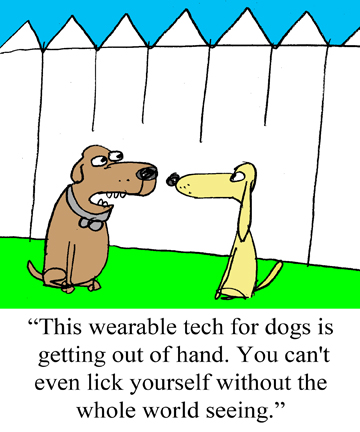 “This wearable tech for dogs is
getting out of hand. You can't
even lick yourself without the
whole world seeing.”